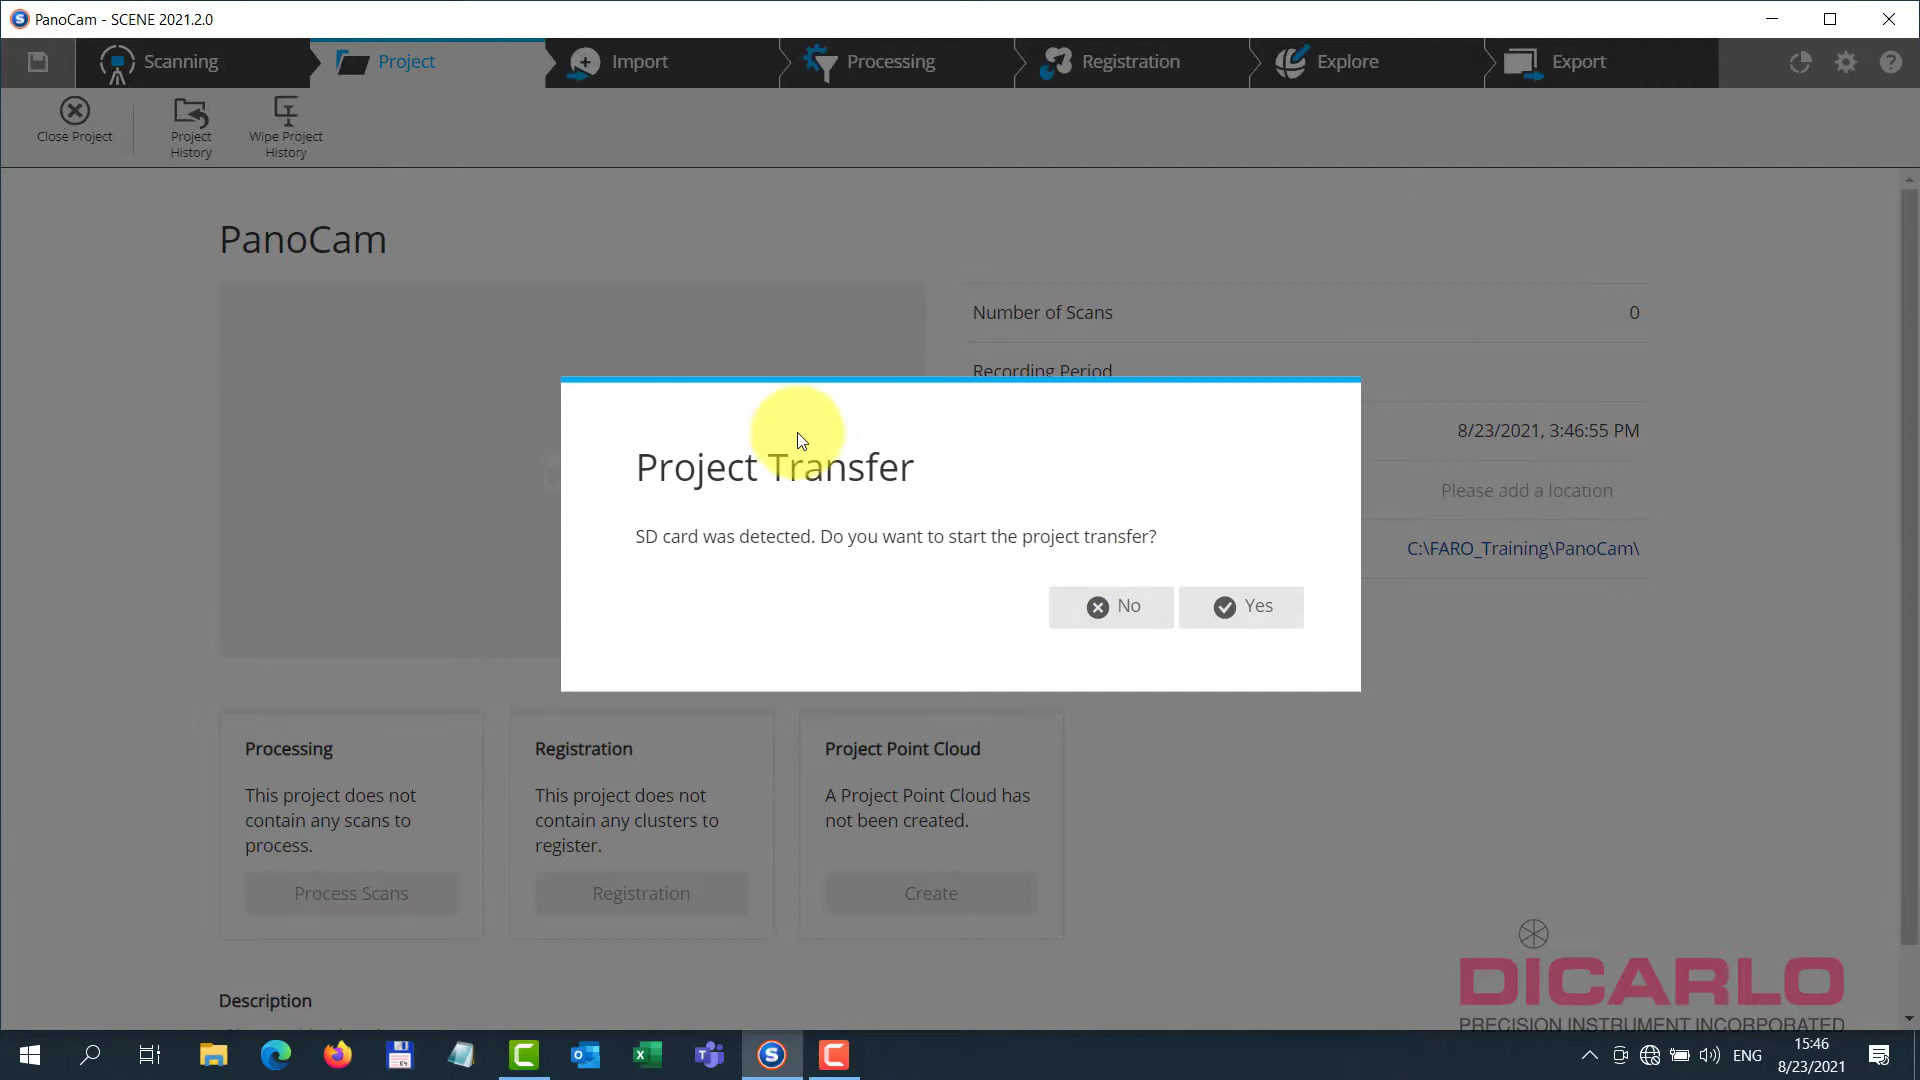 PanoCam - SCENE 2021.2.0
Scanning
Project
Import
Processing
Registration
Explore
Export
Close Project
Project
History
Wipe Project
History
PanoCam
Number of Scans
0
Recording Period
8/23/2021, 3:46:55 PM
Please add a location
C:\FARO_Training\PanoCam\
Project Transfer
SD card was detected. Do you want to start the project transfer?
No
Yes
Processing
This project does not
contain any scans to
process.
Process Scans
Registration
This project does not
contain any clusters to
register.
Registration
Project Point Cloud
A Project Point Cloud has
not been created.
Create
Description
DICARLO
PRECISION INSTRUMENT INCORPORATED
ENG
15:46
8/23/2021